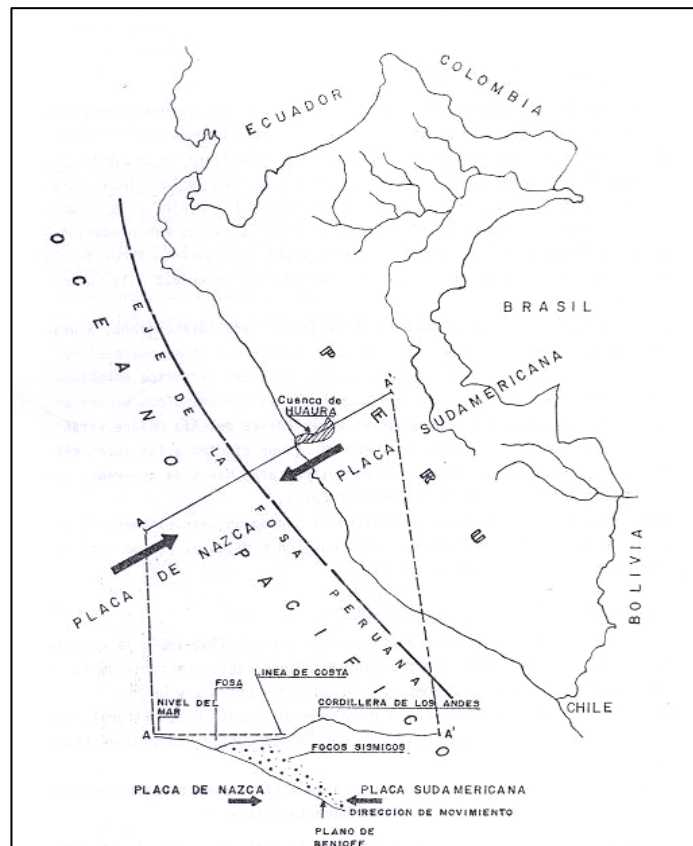 ECUADOR
COLOMBIA
BRASIL
BOLIVIA
CHILE
PERU
OCEANO
PACIFICO
EJE DE LA FOSA PERUANA
Cuenca de
HUAURA
A'
PLACA SUDAMERICANA
A
PLACA DE NAZCA
LINEA DE COSTA
FOSA
CORDILLERA DE LOS ANDES
NIVEL DEL
MAR
A
A'
FOCOS SISMICOS
PLACA DE NAZCA
PLACA SUDAMERICANA
DIRECCION DE MOVIMIENTO
PLANO DE
BENIOFF